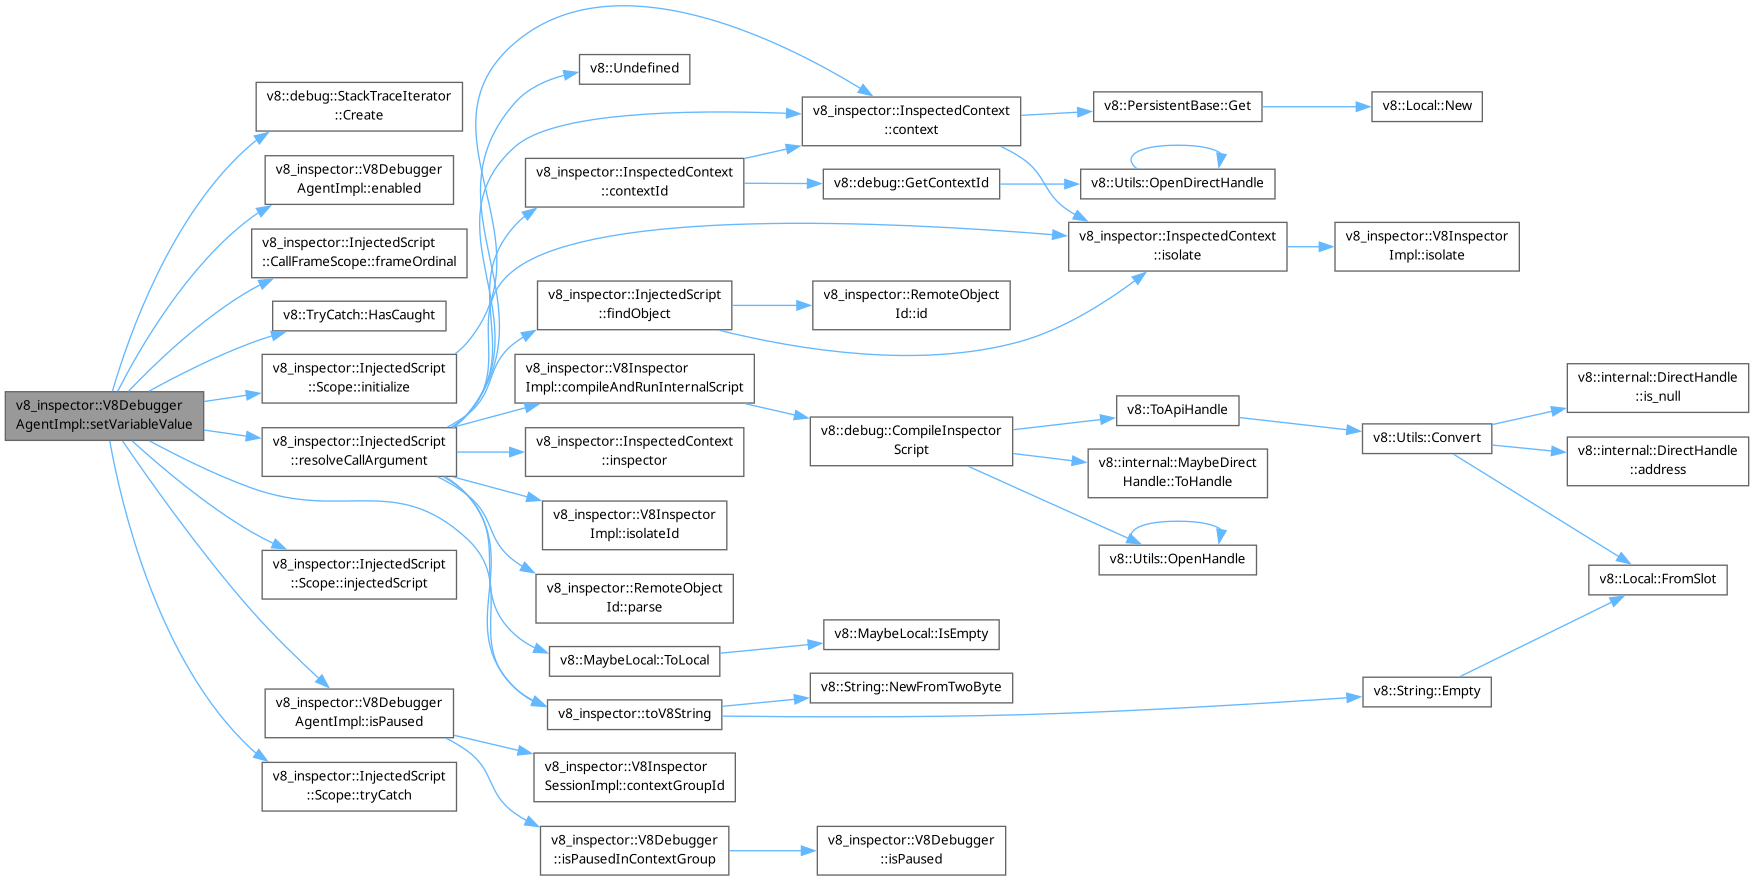 v8_inspector::V8Debugger
AgentImpl::setVariableValue
v8::debug::StackTraceIterator
::Create
v8_inspector::V8Debugger
AgentImpl::enabled
v8_inspector::InjectedScript
::CallFrameScope::frameOrdinal
v8::TryCatch::HasCaught
v8_inspector::InjectedScript
::Scope::initialize
v8_inspector::InjectedScript
::resolveCallArgument
v8_inspector::InjectedScript
::Scope::injectedScript
v8_inspector::V8Debugger
AgentImpl::isPaused
v8_inspector::InjectedScript
::Scope::tryCatch
v8::Undefined
v8_inspector::InspectedContext
::contextId
v8_inspector::InjectedScript
::findObject
v8_inspector::V8Inspector
Impl::compileAndRunInternalScript
v8_inspector::InspectedContext
::inspector
v8_inspector::V8Inspector
Impl::isolateId
v8_inspector::RemoteObject
Id::parse
v8::MaybeLocal::ToLocal
v8_inspector::toV8String
v8_inspector::V8Inspector
SessionImpl::contextGroupId
v8_inspector::V8Debugger
::isPausedInContextGroup
v8_inspector::InspectedContext
::context
v8::debug::GetContextId
v8_inspector::RemoteObject
Id::id
v8::debug::CompileInspector
Script
v8::MaybeLocal::IsEmpty
v8::String::NewFromTwoByte
v8_inspector::V8Debugger
::isPaused
v8::PersistentBase::Get
v8::Utils::OpenDirectHandle
v8_inspector::InspectedContext
::isolate
v8::ToApiHandle
v8::internal::MaybeDirect
Handle::ToHandle
v8::Utils::OpenHandle
v8::Local::New
v8_inspector::V8Inspector
Impl::isolate
v8::Utils::Convert
v8::String::Empty
v8::internal::DirectHandle
::is_null
v8::internal::DirectHandle
::address
v8::Local::FromSlot